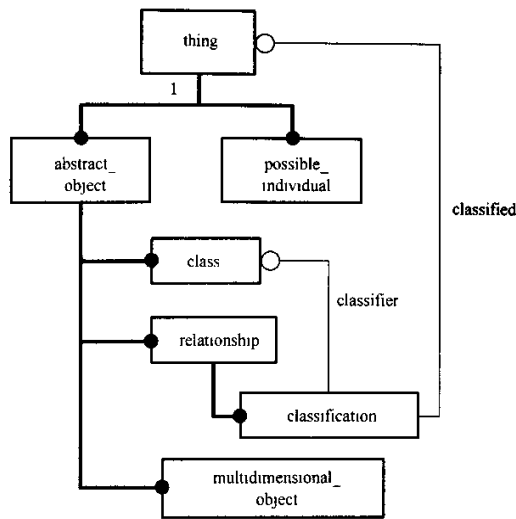 thing
1
abstract_
object
possible_
individual
classified
class
classifier
relationship
classification
multidimensional_
object